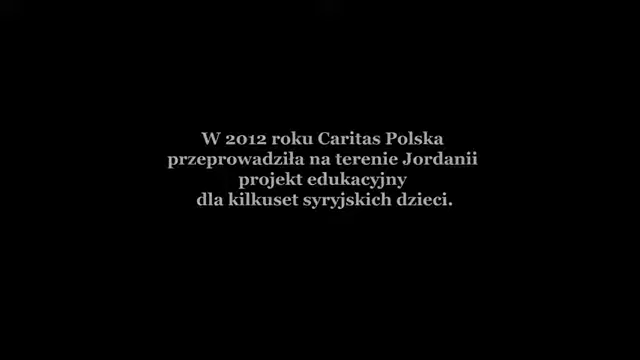 W 2012 roku Caritas Polska
przeprowadziła na terenie Jordanii
projekt edukacyjny
dla kilkuset syryjskich dzieci.